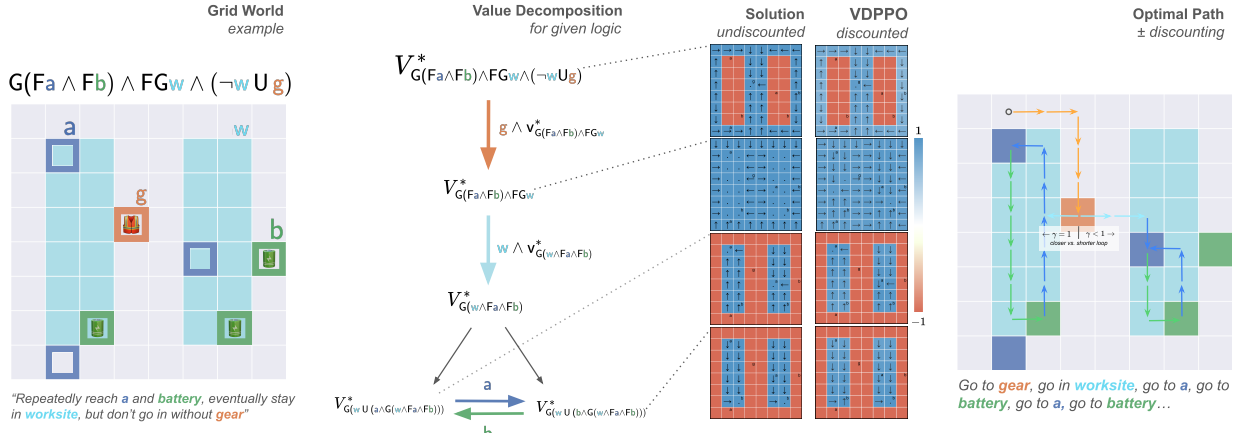 Grid World
example
G(Fa ∧ Fb) ∧ FGw ∧ (¬w U g)
a
w
g
b
“Repeatedly reach a and battery, eventually stay
in worksite, but don’t go in without gear”
Value Decomposition
for given logic
V*G(Fa∧Fb)∧FGw∧(¬wUg)
g ∧ v*G(Fa∧Fb)∧FGw
V*G(Fa∧Fb)∧FGw
w ∧ v*G(w∧Fa∧Fb)
V*G(w∧Fa∧Fb)
a
V*G(w U (a∧G(w∧Fa∧Fb)))
V*G(w U (b∧G(w∧Fa∧Fb)))
b
Solution
undiscounted
VDPPO
discounted
1
−1
Optimal Path
± discounting
← γ = 1 | γ < 1 →
closer vs. shorter loop
Go to gear, go in worksite, go to a, go to
battery, go to a, go to battery…